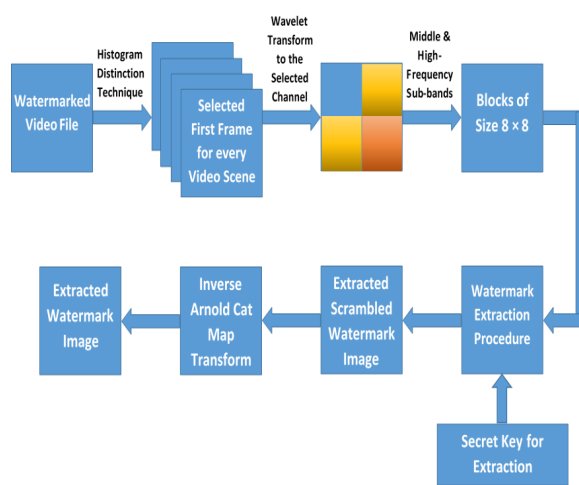 Histogram
Distinction
Technique
Wavelet
Transform
to the
Selected
Channel
Middle &
High-
Frequency
Sub-bands
Watermarked
Video File
Selected
First Frame
for every
Video Scene
Blocks of
Size 8 × 8
Extracted
Watermark
Image
Inverse
Arnold Cat
Map
Transform
Extracted
Scrambled
Watermark
Image
Watermark
Extraction
Procedure
Secret Key for
Extraction